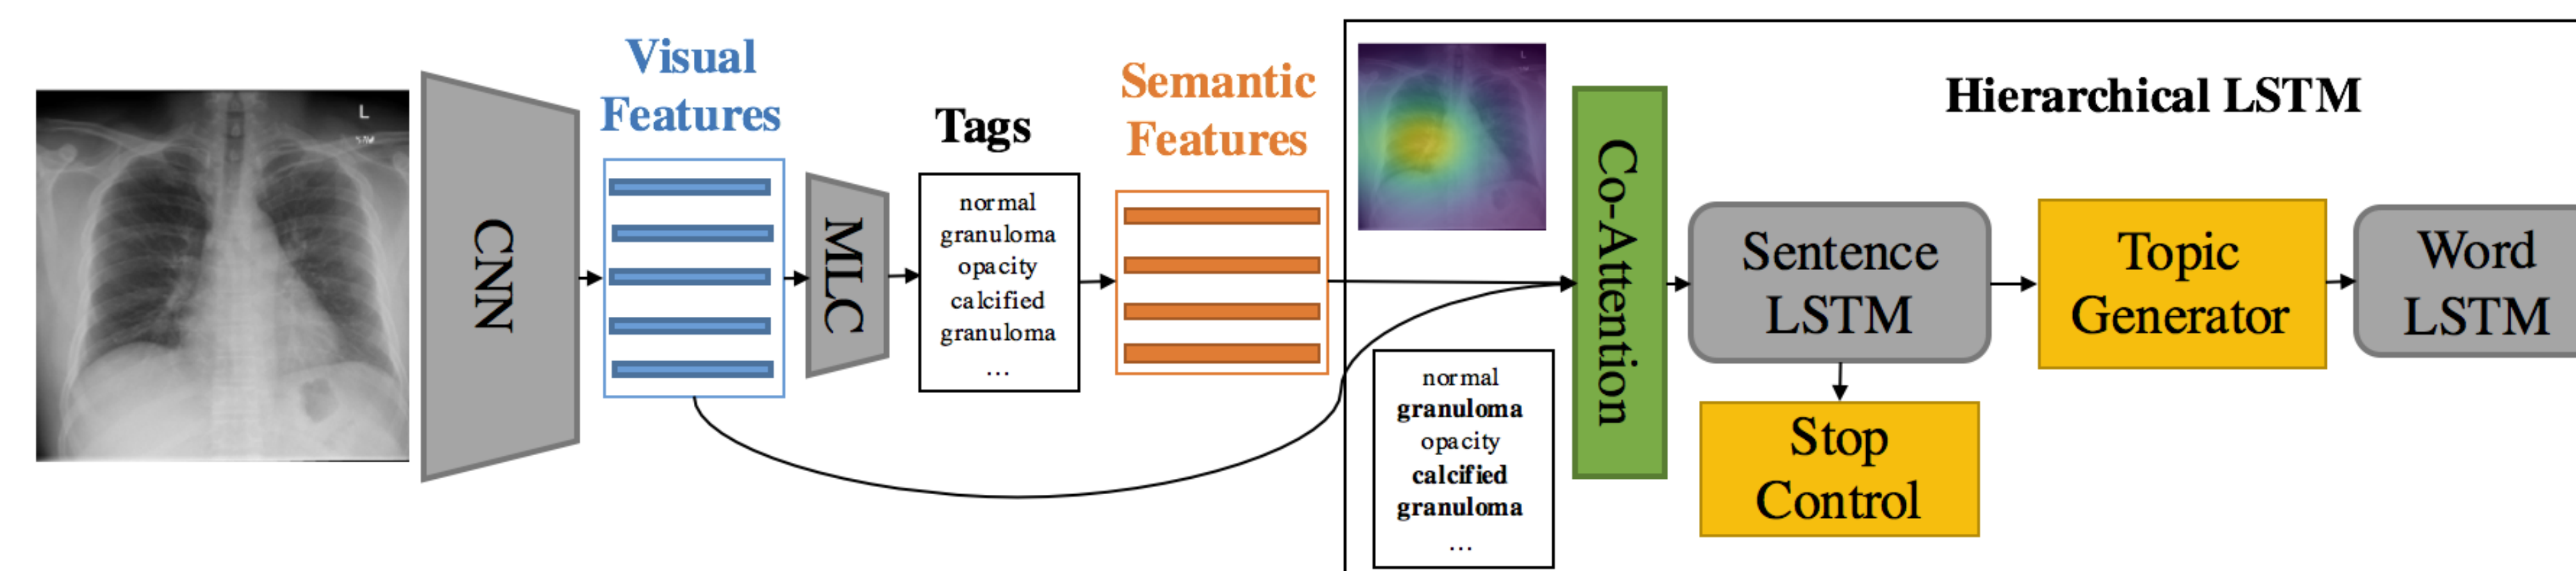 L
CNN
Visual
Features
MLC
Tags
normal
granuloma
opacity
calcified
granuloma
...
Semantic
Features
L
normal
granuloma
opacity
calcified
granuloma
...
Co-Attention
Hierarchical LSTM
Sentence
LSTM
Stop
Control
Topic
Generator
Word
LSTM